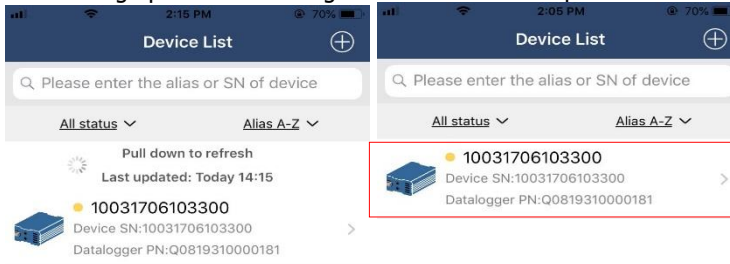 2:15 PM
70%
Device List
Please enter the alias or SN of device
All status
Alias A-Z
Pull down to refresh
Last updated: Today 14:15
10031706103300
Device SN:10031706103300
Datalogger PN:Q0819310000181
2:05 PM
70%
Device List
Please enter the alias or SN of device
All status
Alias A-Z
10031706103300
Device SN:10031706103300
Datalogger PN:Q0819310000181